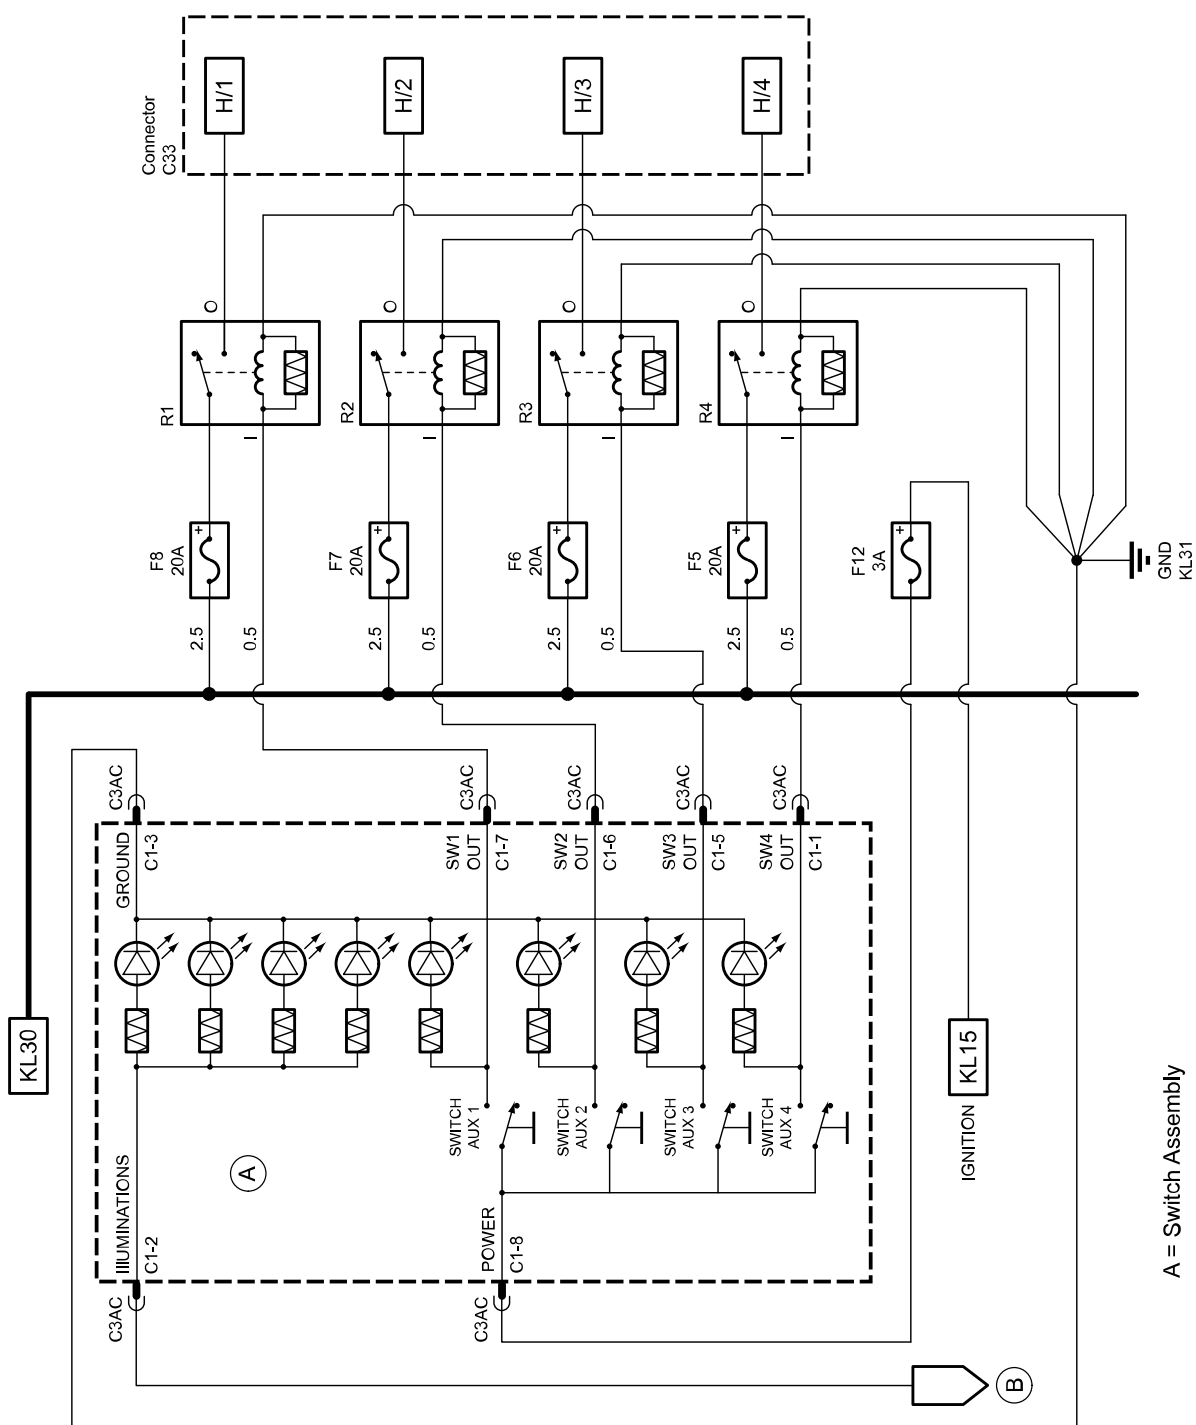 Connector
C33
H/1
H/2
H/3
H/4
O
O
O
O
R1
R2
R3
R4
I
I
I
I
F8
20A
F7
20A
F6
20A
F5
20A
F12
3A
+
+
+
+
+
GND
KL31
2.5
0.5
2.5
0.5
2.5
0.5
2.5
0.5
C3AC
C3AC
C3AC
C3AC
C3AC
GROUND
C1-3
SW1
OUT
C1-7
SW2
OUT
C1-6
SW3
OUT
C1-5
SW4
OUT
C1-1
KL30
KL15
IGNITION
SWITCH
AUX 1
SWITCH
AUX 2
SWITCH
AUX 3
SWITCH
AUX 4
A
IIIUMINATIONS
C1-2
POWER
C1-8
C3AC
C3AC
B
A = Switch Assembly